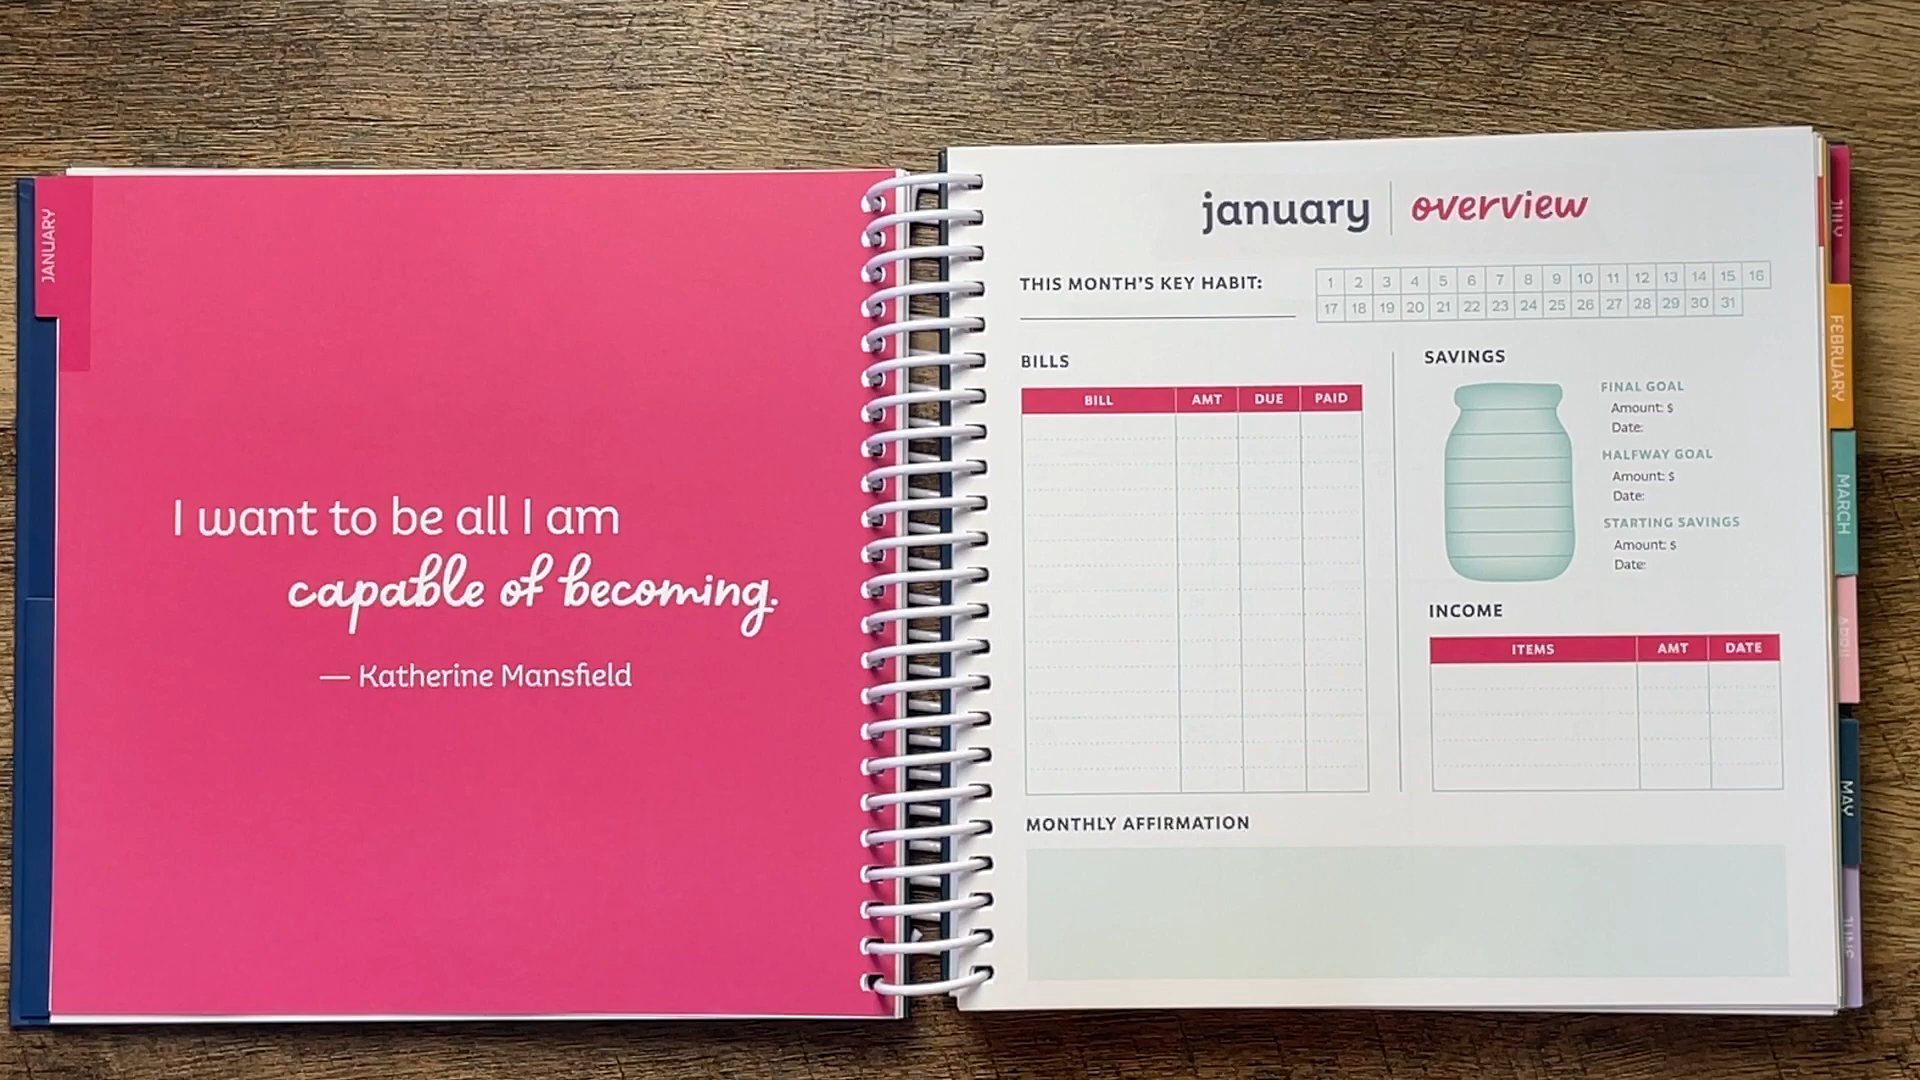 JANUARY
I want to be all I am
capable of becoming.
— Katherine Mansfield
january | overview
THIS MONTH'S KEY HABIT:
1 2 3 4 5 6 7 8 9 10 11 12 13 14 15 16
17 18 19 20 21 22 23 24 25 26 27 28 29 30 31
BILLS
BILL AMT DUE PAID
SAVINGS
FINAL GOAL
Amount: $
Date:
HALFWAY GOAL
Amount: $
Date:
STARTING SAVINGS
Amount: $
Date:
INCOME
ITEMS AMT DATE
MONTHLY AFFIRMATION
JULY
FEBRUARY
MARCH
APRIL
MAY
JUNE